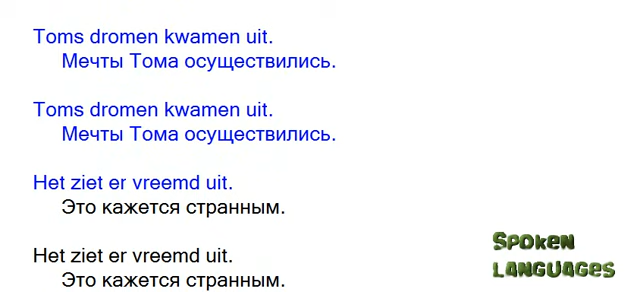 Toms dromen kwamen uit.
Мечты Тома осуществились.
Toms dromen kwamen uit.
Мечты Тома осуществились.
Het ziet er vreemd uit.
Это кажется странным.
Het ziet er vreemd uit.
Это кажется странным.
SPOKEN
LANGUAGES